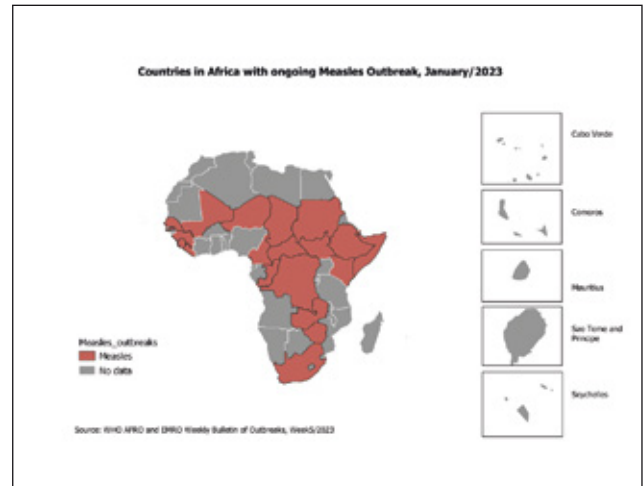 Countries in Africa with ongoing Measles Outbreak, January/2023
Cabo Verde
Comoros
Mauritius
Sao Tome and
Principe
Seychelles
Measles_outbreaks
Measles
No data
Source: WHO AFRO and EMRO Weekly Bulletin of Outbreaks, Week5/2023